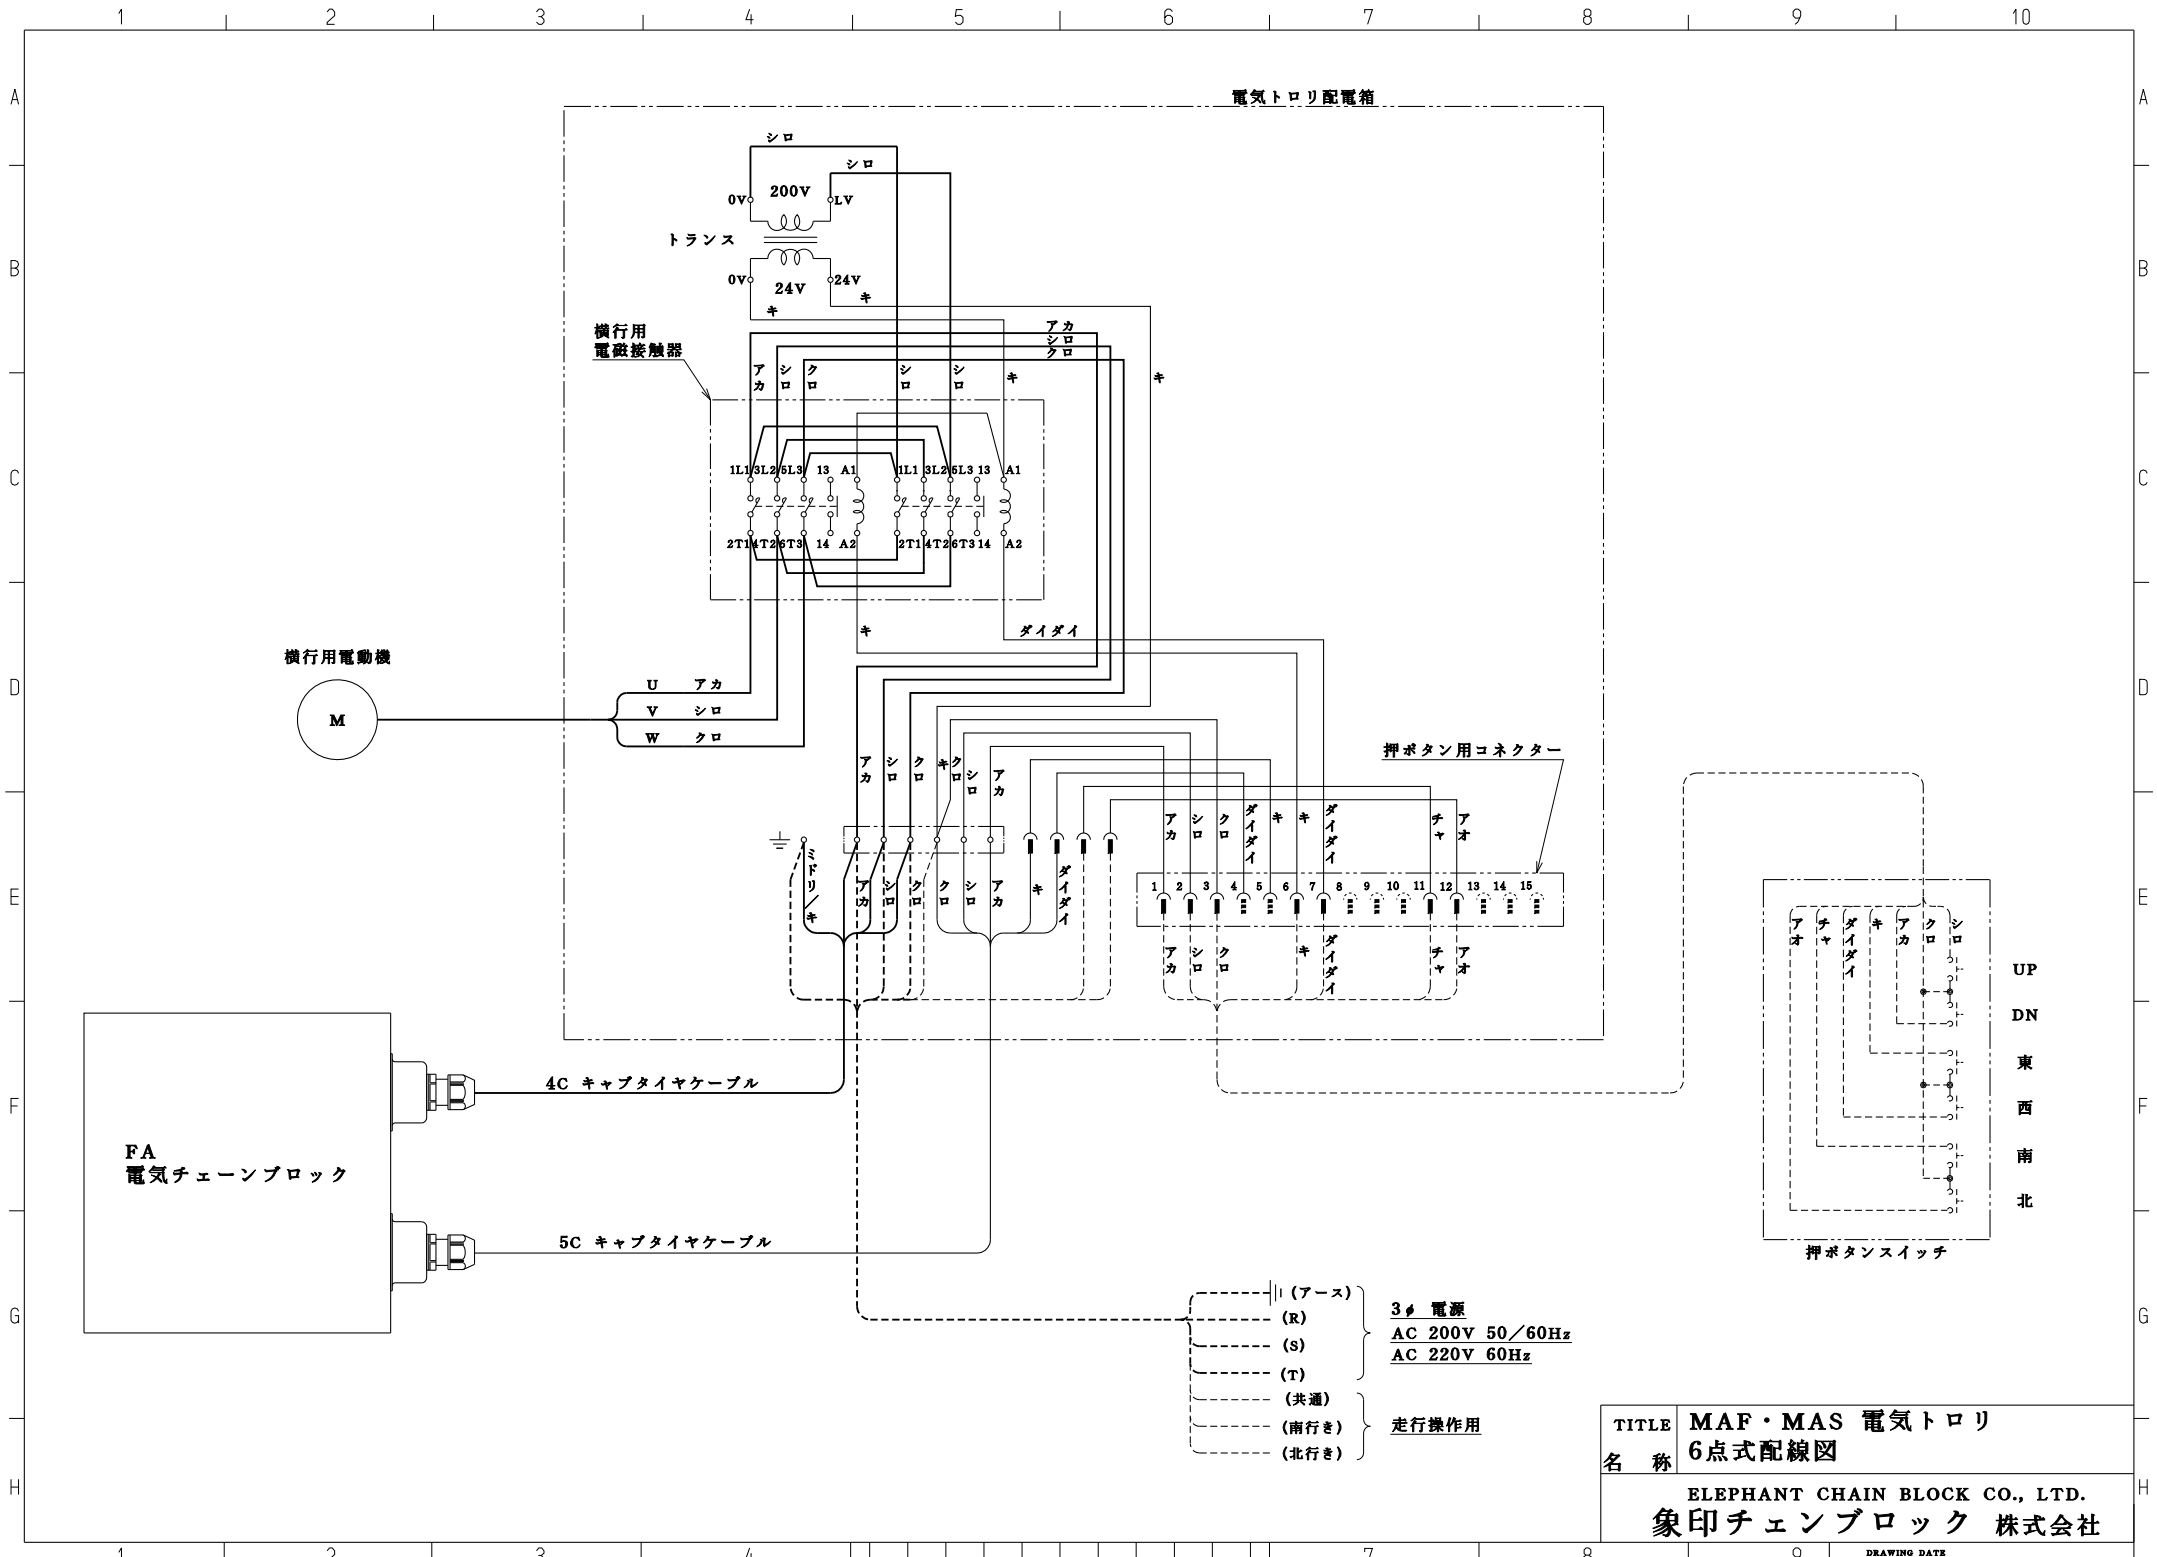 1 2 3 4 5 6 7 8 9 10
A A
電気トロリ配電箱
シロ
シロ
200V
0V LV
トランス
B B
0V 24V
24V
キ
キ
横行用
電磁接触器
アカ
シロ
クロ
アカ シロ クロ シロ シロ キ キ
C C
1L1 3L2 5L3 13 A1 1L1 3L2 5L3 13 A1
2T1 4T2 6T3 14 A2 2T1 4T2 6T3 14 A2
キ ダイダイ
横行用電動機
D D
M
U アカ
V シロ
W クロ
押ボタン用コネクター
アカ シロ クロ キ クロ シロ アカ
アカ シロ クロ ダイダイ キ キ ダイダイ チャ アオ
ミドリ/キ アカ シロ クロ クロ シロ アカ キ ダイダイ
1 2 3 4 5 6 7 8 9 10 11 12 13 14 15
E E
アカ シロ クロ キ ダイダイ チャ アオ
アオ チャ ダイダイ キ アカ クロ シロ
UP
DN
東
西
南
北
押ボタンスイッチ
F F
4C キャブタイヤケーブル
FA
電気チェーンブロック
5C キャブタイヤケーブル
G G
(アース)
(R)
(S)
(T)
3φ 電源
AC 200V 50/60Hz
AC 220V 60Hz
(共通)
(南行き)
(北行き)
走行操作用
H H
TITLE
名 称
MAF・MAS 電気トロリ
6点式配線図
ELEPHANT CHAIN BLOCK CO., LTD.
象印チェンブロック 株式会社
1 2 3 4 7 8 9
DRAWING DATE